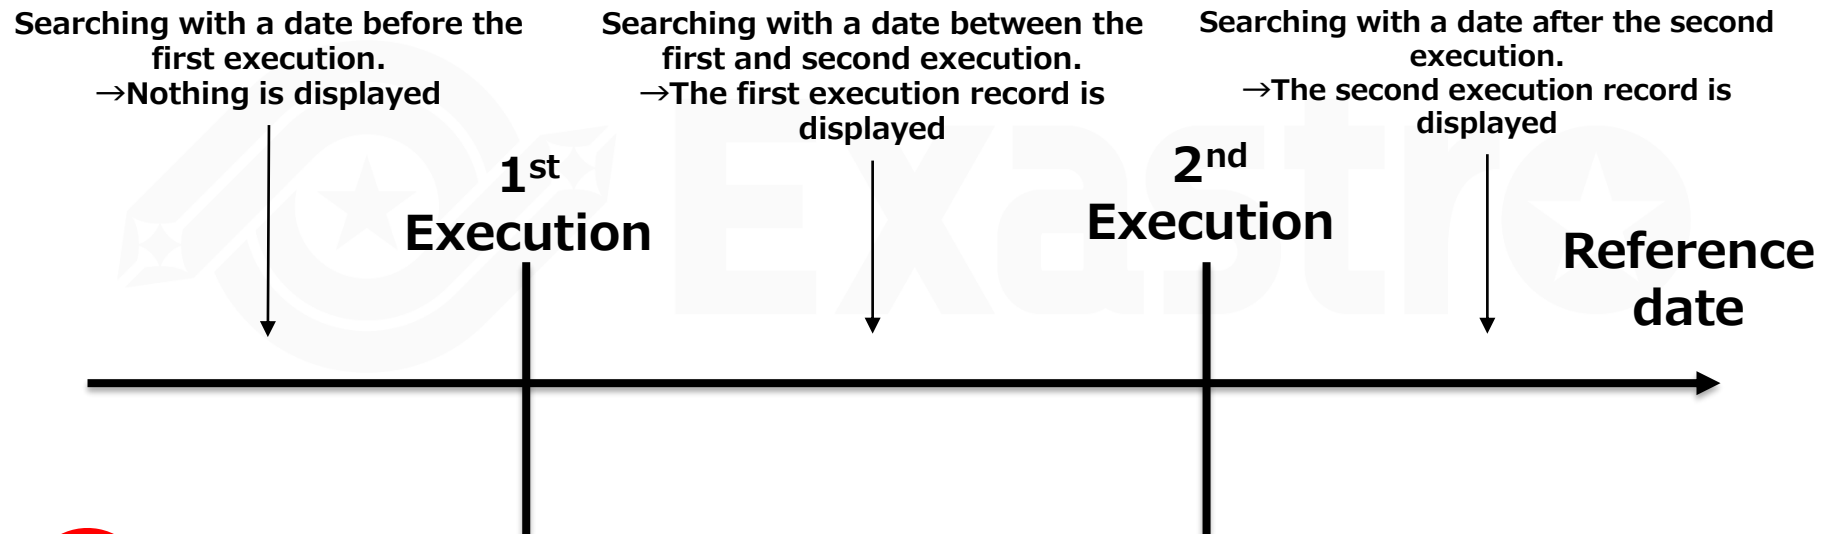 Searching with a date before the
first execution.
→Nothing is displayed
Searching with a date between the
first and second execution.
→The first execution record is
displayed
Searching with a date after the second
execution.
→The second execution record is
displayed
1st
Execution
2nd
Execution
Reference
date
Exastro